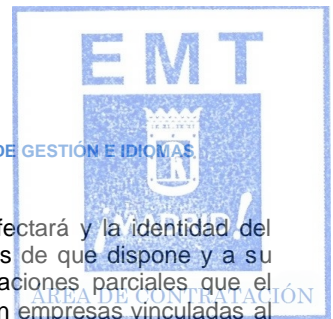 EMT
DE GESTIÓN E IDIOMAS
¡MADRID!
fectará y la identidad del
s de que dispone y a su
aciones parciales que el
ÁREA DE CONTRATACIÓN
n empresas vinculadas al